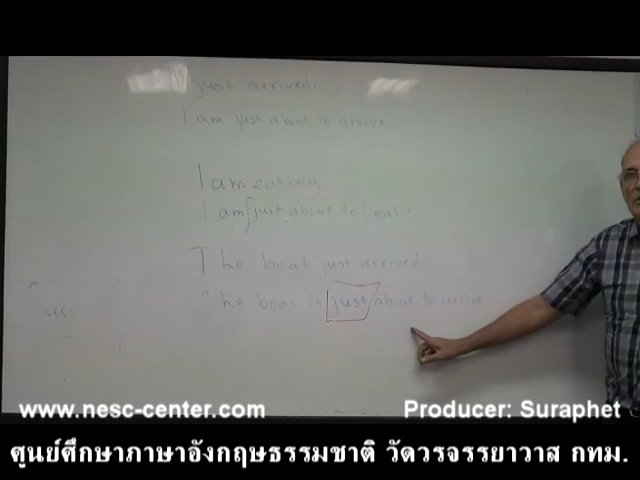 I just arrived.
I am just about to arrive
I am eating
I am just about to eat.
The boat just arrived
The boat is just about to arrive
www.nesc-center.com
Producer: Suraphet
ศูนย์ศึกษาภาษาอังกฤษธรรมชาติ วัดวรจรรยาวาส กทม.